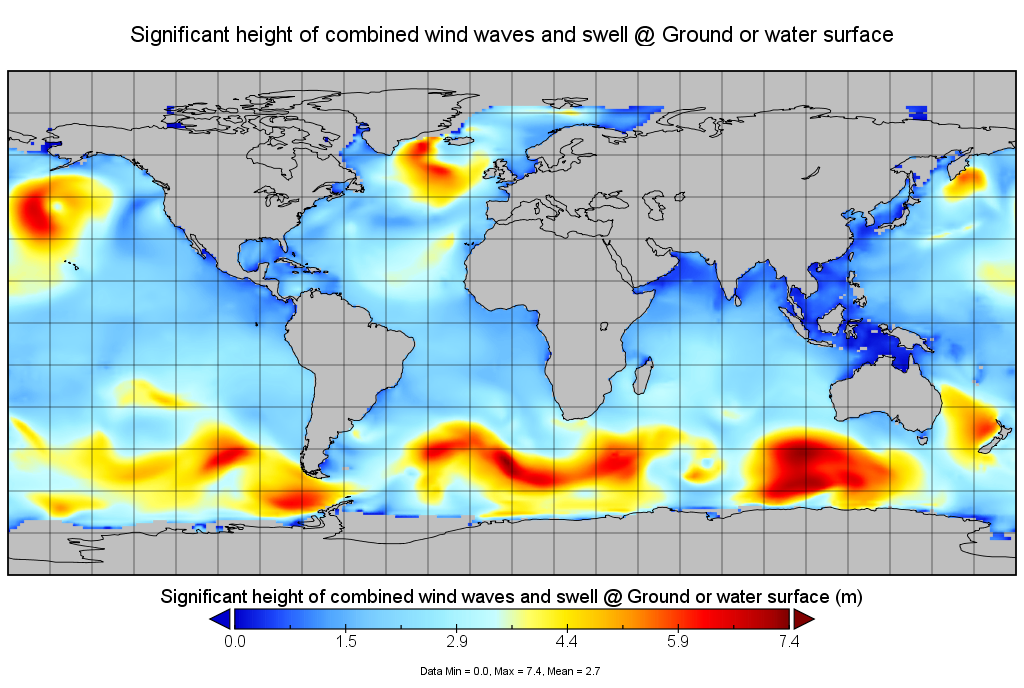 Significant height of combined wind waves and swell @ Ground or water surface
Significant height of combined wind waves and swell @ Ground or water surface (m)
0.0 1.5 2.9 4.4 5.9 7.4
Data Min = 0.0, Max = 7.4, Mean = 2.7